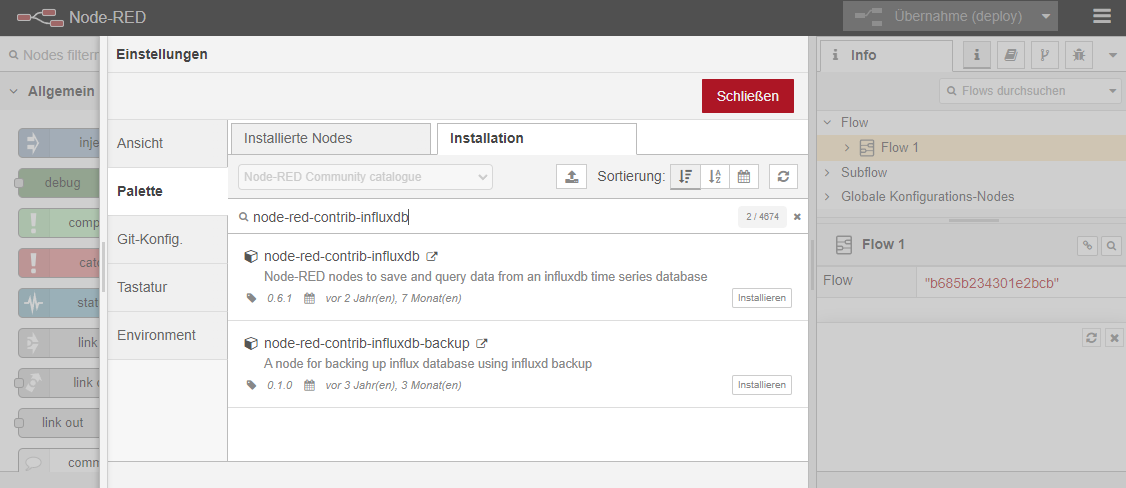 Node-RED
Übernahme (deploy)
Nodes filtern
Allgemein
inje
debug
comp
catc
stat
link
link o
link out
comm
Einstellungen
Schließen
Ansicht
Palette
Git-Konfig.
Tastatur
Environment
Installierte Nodes
Installation
Node-RED Community catalogue
Sortierung:
node-red-contrib-influxdb
2 / 4674
node-red-contrib-influxdb
Node-RED nodes to save and query data from an influxdb time series database
0.6.1 vor 2 Jahr(en), 7 Monat(en)
Installieren
node-red-contrib-influxdb-backup
A node for backing up influx database using influxd backup
0.1.0 vor 3 Jahr(en), 3 Monat(en)
Installieren
Info
Flows durchsuchen
Flow
Flow 1
Subflow
Globale Konfigurations-Nodes
Flow 1
Flow "b685b234301e2bcb"